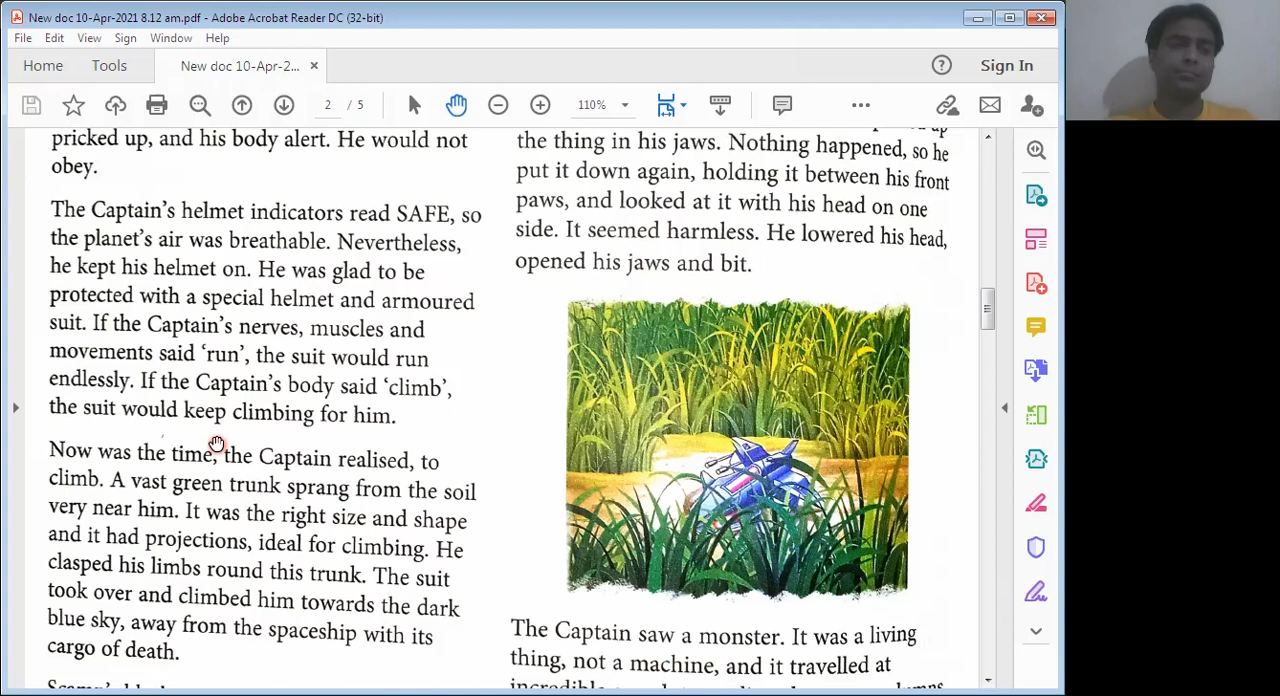 New doc 10-Apr-2021 8.12 am.pdf - Adobe Acrobat Reader DC (32-bit)
File Edit View Sign Window Help
Home Tools New doc 10-Apr-2... ×
Sign In
2 / 5 110%
pricked up, and his body alert. He would not
obey.
The Captain's helmet indicators read SAFE, so
the planet's air was breathable. Nevertheless,
he kept his helmet on. He was glad to be
protected with a special helmet and armoured
suit. If the Captain's nerves, muscles and
movements said 'run', the suit would run
endlessly. If the Captain's body said 'climb',
the suit would keep climbing for him.
Now was the time, the Captain realised, to
climb. A vast green trunk sprang from the soil
very near him. It was the right size and shape
and it had projections, ideal for climbing. He
clasped his limbs round this trunk. The suit
took over and climbed him towards the dark
blue sky, away from the spaceship with its
cargo of death.
up
the thing in his jaws. Nothing happened, so he
put it down again, holding it between his front
paws, and looked at it with his head on one
side. It seemed harmless. He lowered his head,
opened his jaws and bit.
The Captain saw a monster. It was a living
thing, not a machine, and it travelled at